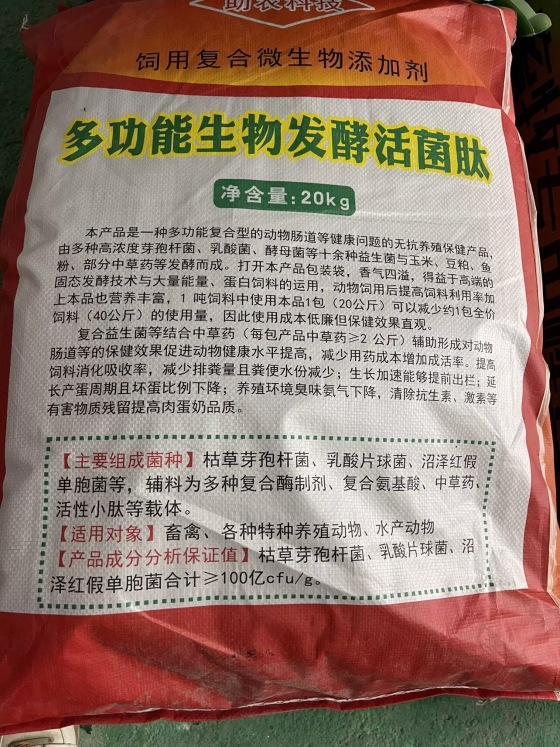 助农科技
饲用复合微生物添加剂
多功能生物发酵活菌肽
净含量:20kg
本产品是一种多功能复合型的动物肠道等健康问题的无抗养殖保健产品,
由多种高浓度芽孢杆菌、乳酸菌、酵母菌等十余种益生菌与玉米、豆粕、鱼
粉、部分中草药等发酵而成。打开本产品包装袋,香气四溢,得益于高端的
固态发酵技术与大量能量、蛋白饲料的运用,动物饲用后提高饲料利用率加
上本品也营养丰富,1 吨饲料中使用本品1包(20公斤)可以减少约1包全价
饲料(40公斤)的使用量,因此使用成本低廉但保健效果直观。
复合益生菌等结合中草药(每包产品中草药≥2 公斤)辅助形成对动物
肠道等的保健效果促进动物健康水平提高,减少用药成本增加成活率。提高
饲料消化吸收率,减少排粪量且粪便水份减少;生长加速能够提前出栏;延
长产蛋周期且坏蛋比例下降;养殖环境臭味氨气下降,清除抗生素、激素等
有害物质残留提高肉蛋奶品质。
【主要组成菌种】枯草芽孢杆菌、乳酸片球菌、沼泽红假
单胞菌等,辅料为多种复合酶制剂、复合氨基酸、中草药、
活性小肽等载体。
【适用对象】畜禽、各种特种养殖动物、水产动物
【产品成分分析保证值】枯草芽孢杆菌、乳酸片球菌、沼
泽红假单胞菌合计≥100亿cfu/g。